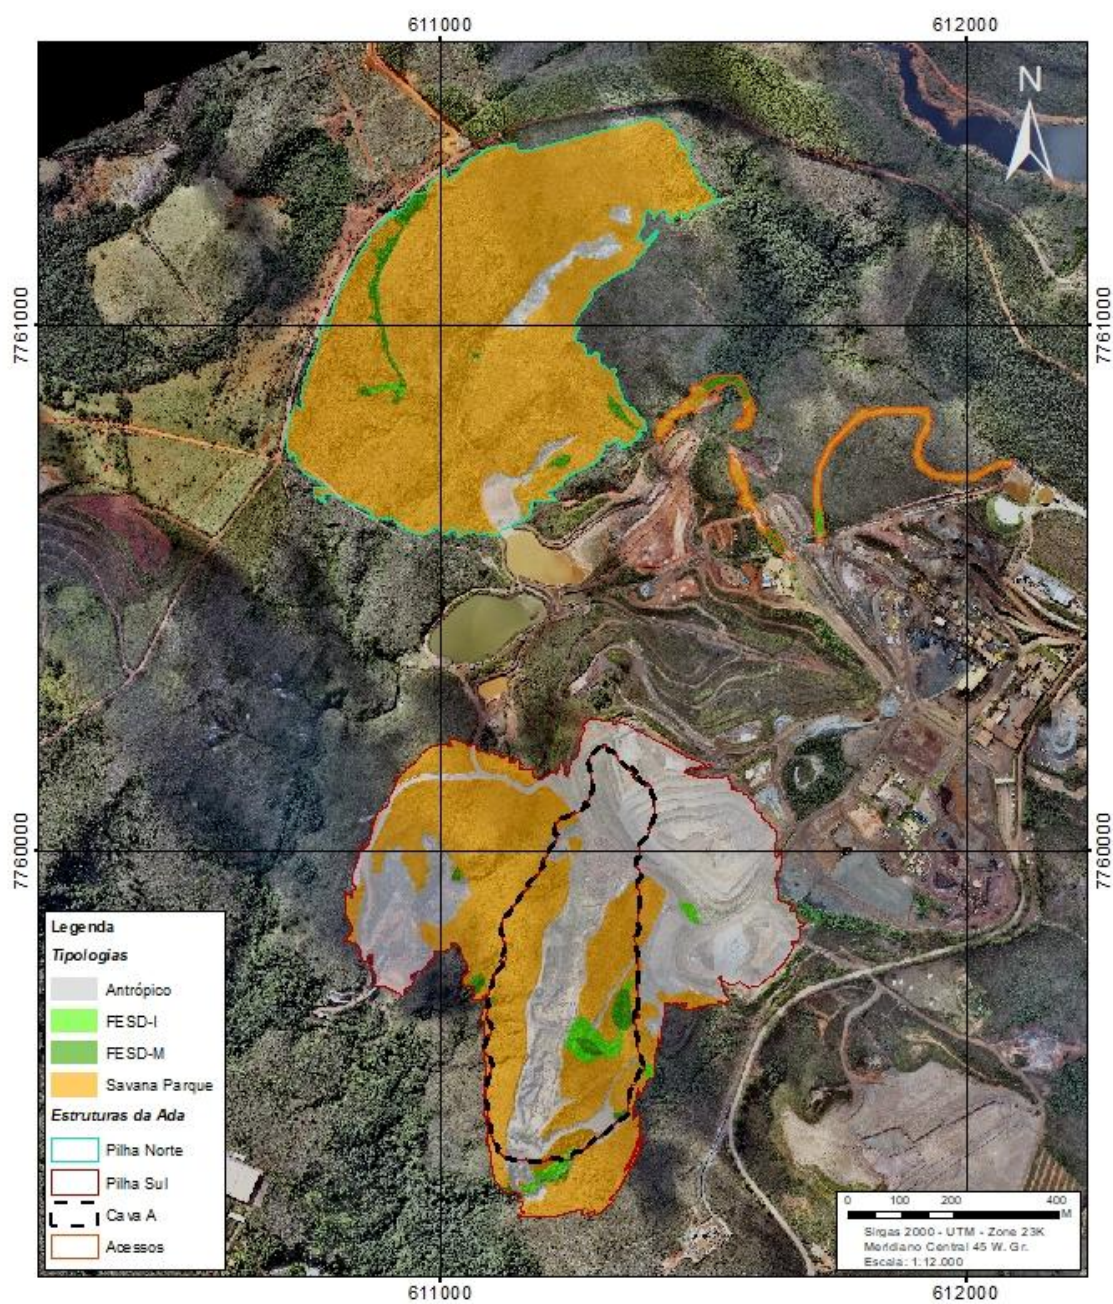 611000
612000
N
7761000
7761000
7760000
7760000
Legenda
Tipologias
Antrópico
FESD-I
FESD-M
Savana Parque
Estruturas da Ada
Pilha Norte
Pilha Sul
Cava A
Acessos
0 100 200 400
M
Sirgas 2000 - UTM - Zone 23K
Meridiano Central 45 W. Gr.
Escala: 1:12.000
611000
612000